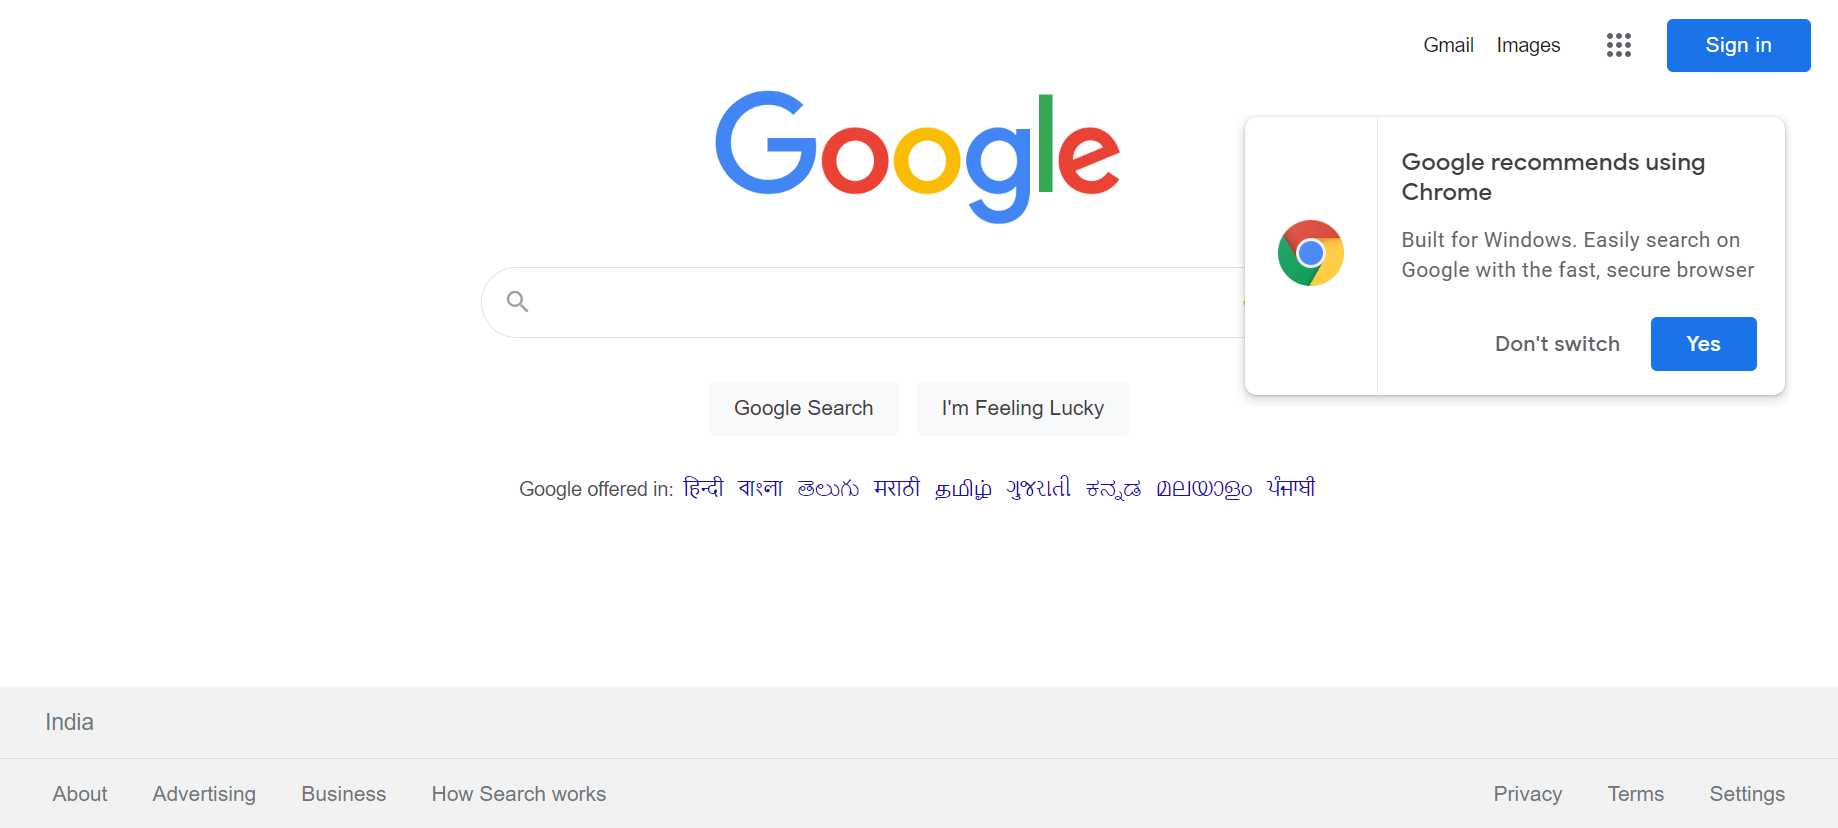 Gmail Images Sign in
Google
Google recommends using
Chrome
Built for Windows. Easily search on
Google with the fast, secure browser
Don't switch Yes
Google Search I'm Feeling Lucky
Google offered in: हिन्दी বাংলা తెలుగు मराठी தமிழ் ગુજરાતી ಕನ್ನಡ മലയാളം ਪੰਜਾਬੀ
India
About Advertising Business How Search works Privacy Terms Settings